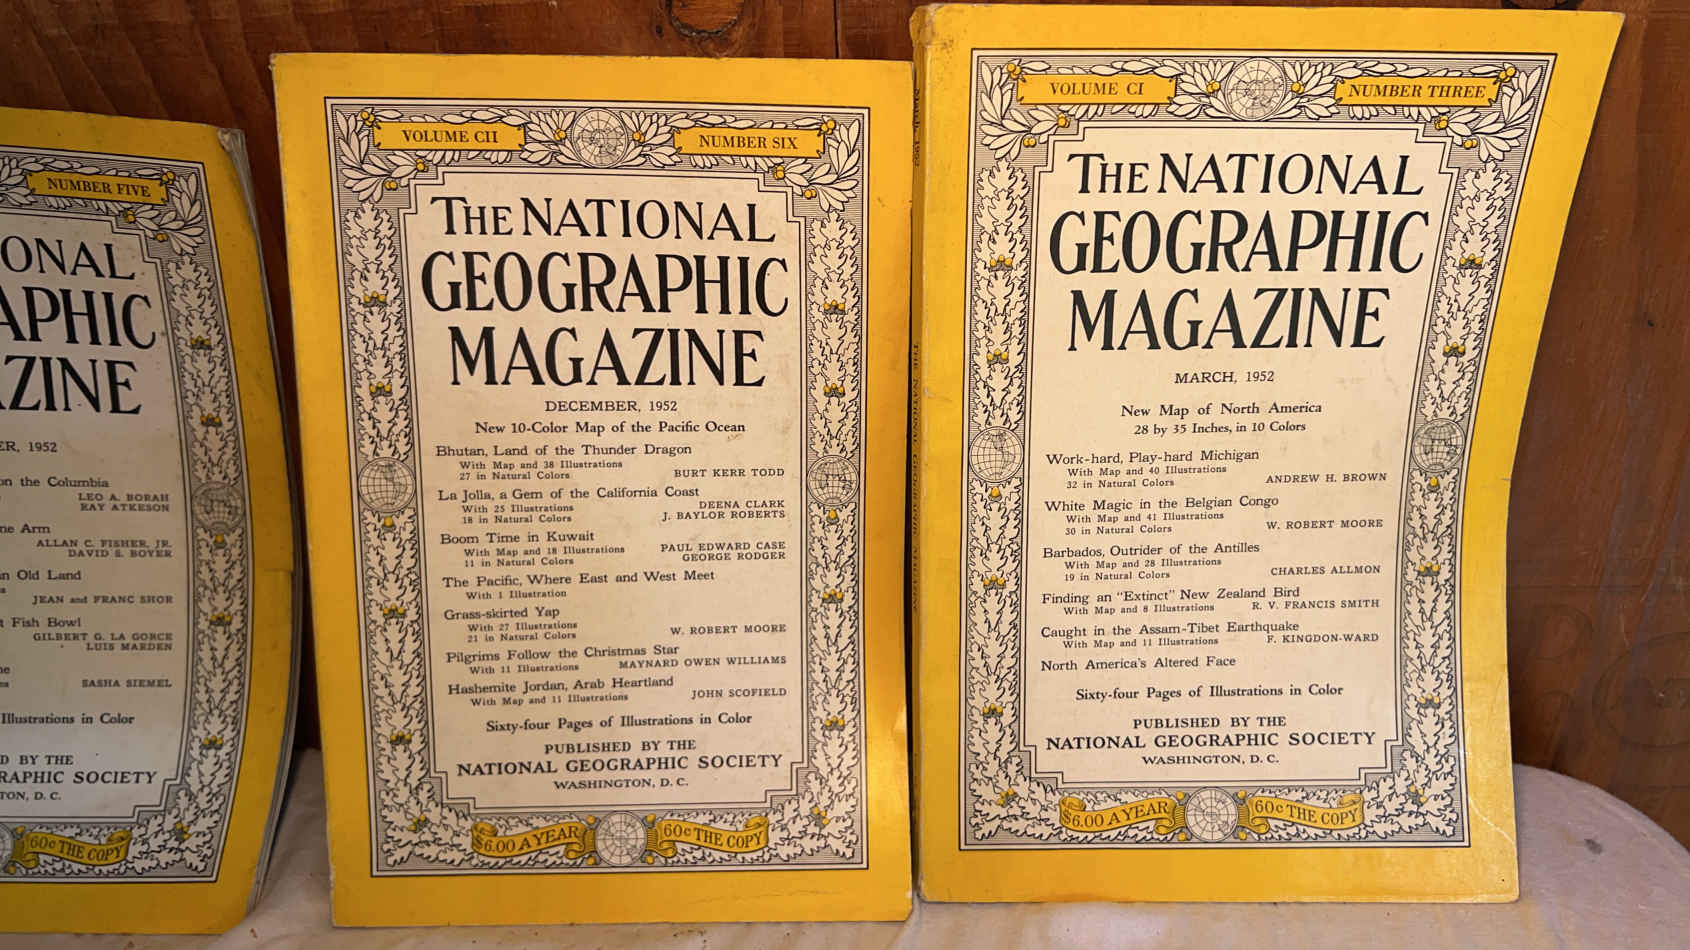 NUMBER FIVE
ONAL
APHIC
ZINE
ER, 1952
on the Columbia
LEO A. BORAH
RAY ATKESON
ne Arm
ALLAN C. FISHER, JR.
DAVID S. BOYER
an Old Land
JEAN and FRANC SHOR
t Fish Bowl
GILBERT G. LA GORCE
LUIS MARDEN
ne
SASHA SIEMEL
Illustrations in Color
D BY THE
RAPHIC SOCIETY
TON, D. C.
60c THE COPY
VOLUME CII
NUMBER SIX
THE NATIONAL
GEOGRAPHIC
MAGAZINE
DECEMBER, 1952
New 10-Color Map of the Pacific Ocean
Bhutan, Land of the Thunder Dragon
With Map and 38 Illustrations
27 in Natural Colors
BURT KERR TODD
La Jolla, a Gem of the California Coast
With 25 Illustrations
18 in Natural Colors
DEENA CLARK
J. BAYLOR ROBERTS
Boom Time in Kuwait
With Map and 18 Illustrations
11 in Natural Colors
PAUL EDWARD CASE
GEORGE RODGER
The Pacific, Where East and West Meet
With 1 Illustration
Grass-skirted Yap
With 27 Illustrations
21 in Natural Colors
W. ROBERT MOORE
Pilgrims Follow the Christmas Star
With 11 Illustrations
MAYNARD OWEN WILLIAMS
Hashemite Jordan, Arab Heartland
With Map and 11 Illustrations
JOHN SCOFIELD
Sixty-four Pages of Illustrations in Color
PUBLISHED BY THE
NATIONAL GEOGRAPHIC SOCIETY
WASHINGTON, D. C.
$6.00 A YEAR
60c THE COPY
March, 1952
THE NATIONAL GEOGRAPHIC MAGAZINE
VOLUME CI
NUMBER THREE
THE NATIONAL
GEOGRAPHIC
MAGAZINE
MARCH, 1952
New Map of North America
28 by 35 Inches, in 10 Colors
Work-hard, Play-hard Michigan
With Map and 40 Illustrations
32 in Natural Colors
ANDREW H. BROWN
White Magic in the Belgian Congo
With Map and 41 Illustrations
30 in Natural Colors
W. ROBERT MOORE
Barbados, Outrider of the Antilles
With Map and 28 Illustrations
19 in Natural Colors
CHARLES ALLMON
Finding an "Extinct" New Zealand Bird
With Map and 8 Illustrations
R. V. FRANCIS SMITH
Caught in the Assam-Tibet Earthquake
With Map and 11 Illustrations
F. KINGDON-WARD
North America's Altered Face
Sixty-four Pages of Illustrations in Color
PUBLISHED BY THE
NATIONAL GEOGRAPHIC SOCIETY
WASHINGTON, D. C.
$6.00 A YEAR
60c THE COPY